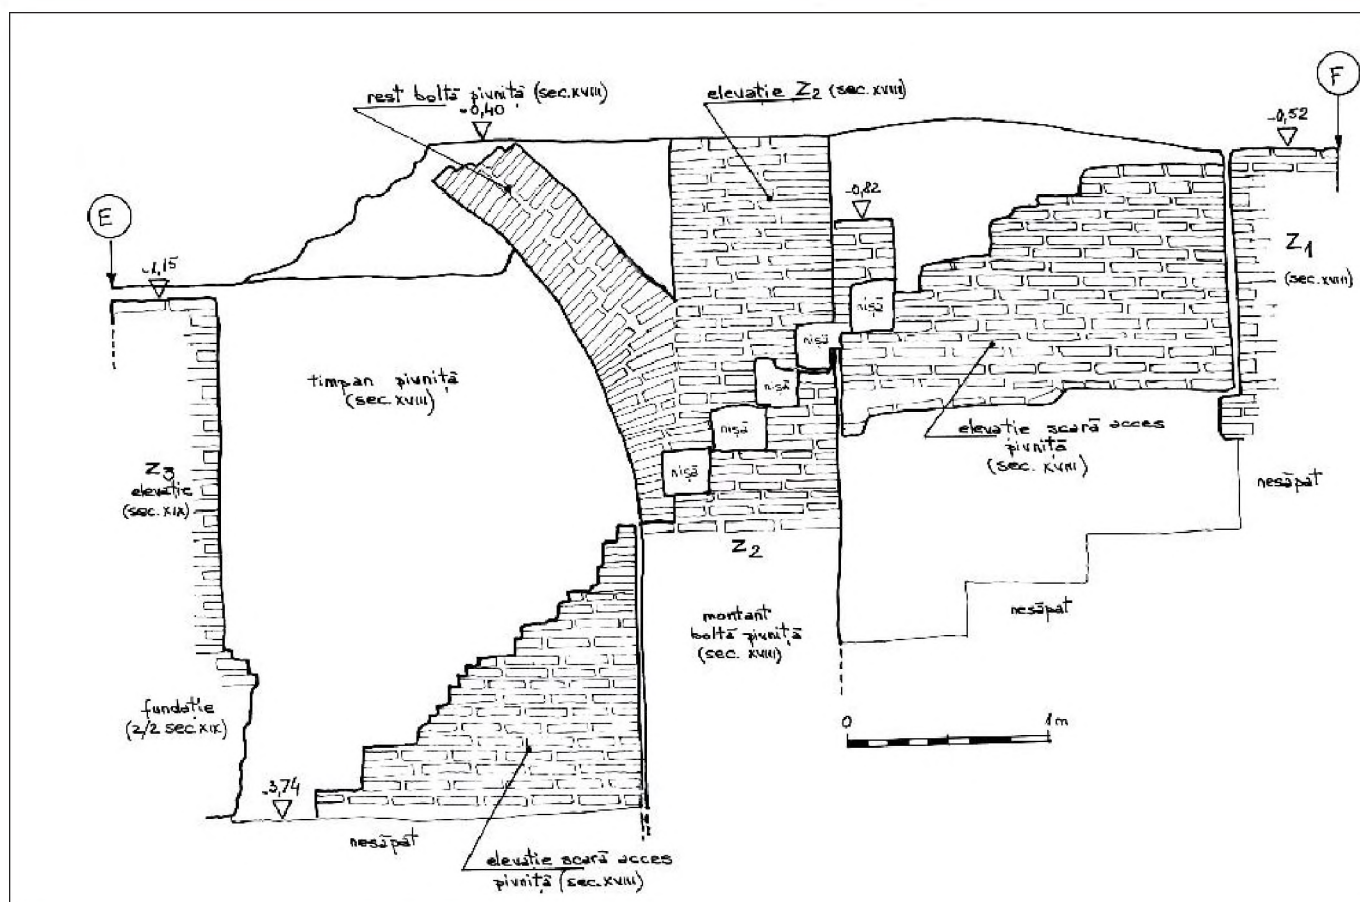 rest boltă pivniță (sec. XVIII)
-0,40
elevație Z2 (sec. XVIII)
F
-0,52
-0,82
E
-1,15
Z1
(sec. XVIII)
nișă
nișă
nișă
nișă
nișă
timpan pivniță
(sec. XVIII)
elevație scară acces
pivniță
(sec. XVIII)
Z3
elevație
(sec. XIX)
nesăpat
Z2
nesăpat
montant
boltă pivniță
(sec. XVIII)
fundație
(2/2 sec. XIX)
0 1m
-3,74
nesăpat
elevație scară acces
pivniță (sec. XVIII)